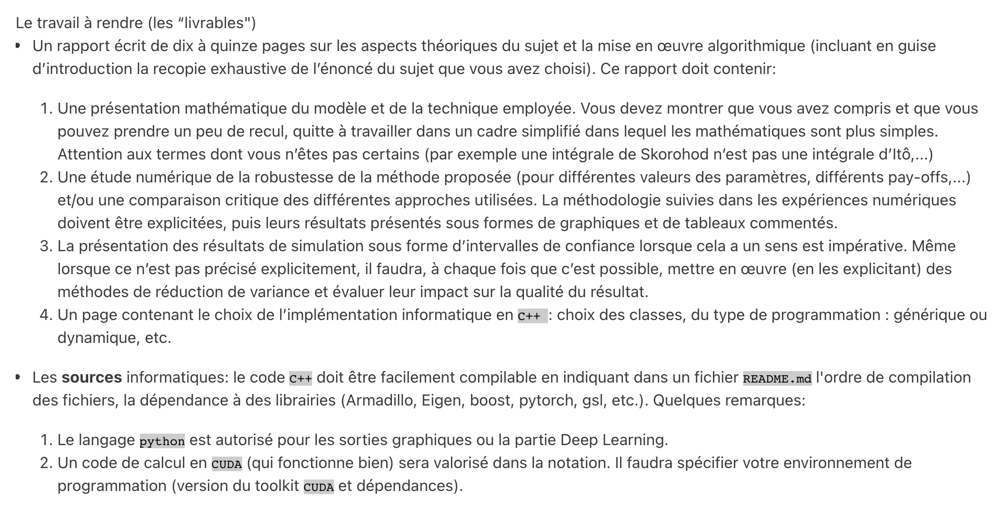 Le travail à rendre (les “livrables")
• Un rapport écrit de dix à quinze pages sur les aspects théoriques du sujet et la mise en œuvre algorithmique (incluant en guise
d’introduction la recopie exhaustive de l’énoncé du sujet que vous avez choisi). Ce rapport doit contenir:
1. Une présentation mathématique du modèle et de la technique employée. Vous devez montrer que vous avez compris et que vous
pouvez prendre un peu de recul, quitte à travailler dans un cadre simplifié dans lequel les mathématiques sont plus simples.
Attention aux termes dont vous n’êtes pas certains (par exemple une intégrale de Skorohod n’est pas une intégrale d’Itô,...)
2. Une étude numérique de la robustesse de la méthode proposée (pour différentes valeurs des paramètres, différents pay-offs,...)
et/ou une comparaison critique des différentes approches utilisées. La méthodologie suivies dans les expériences numériques
doivent être explicitées, puis leurs résultats présentés sous formes de graphiques et de tableaux commentés.
3. La présentation des résultats de simulation sous forme d’intervalles de confiance lorsque cela a un sens est impérative. Même
lorsque ce n’est pas précisé explicitement, il faudra, à chaque fois que c’est possible, mettre en œuvre (en les explicitant) des
méthodes de réduction de variance et évaluer leur impact sur la qualité du résultat.
4. Un page contenant le choix de l’implémentation informatique en C++ : choix des classes, du type de programmation : générique ou
dynamique, etc.
• Les sources informatiques: le code C++ doit être facilement compilable en indiquant dans un fichier README.md l'ordre de compilation
des fichiers, la dépendance à des librairies (Armadillo, Eigen, boost, pytorch, gsl, etc.). Quelques remarques:
1. Le langage python est autorisé pour les sorties graphiques ou la partie Deep Learning.
2. Un code de calcul en CUDA (qui fonctionne bien) sera valorisé dans la notation. Il faudra spécifier votre environnement de
programmation (version du toolkit CUDA et dépendances).